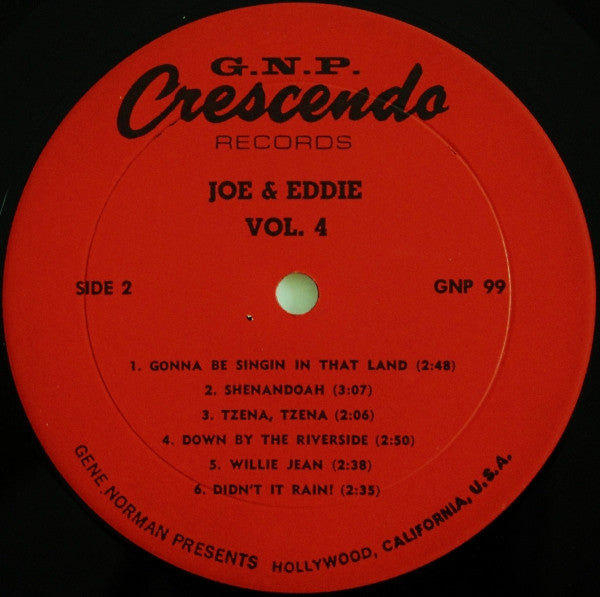 G.N.P.
Crescendo
RECORDS
JOE & EDDIE
VOL. 4
SIDE 2
GNP 99
1. GONNA BE SINGIN IN THAT LAND (2:48)
2. SHENANDOAH (3:07)
3. TZENA, TZENA (2:06)
4. DOWN BY THE RIVERSIDE (2:50)
5. WILLIE JEAN (2:38)
6. DIDN'T IT RAIN! (2:35)
GENE NORMAN PRESENTS HOLLYWOOD, CALIFORNIA, U.S.A.